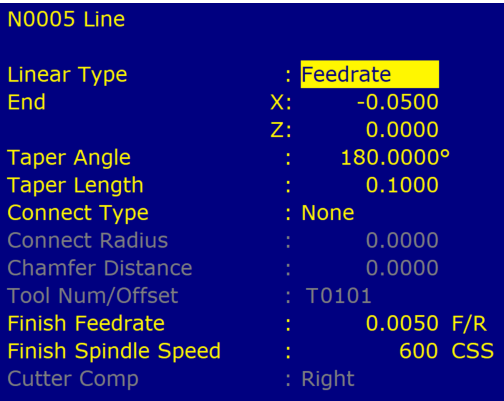 N0005 Line
Linear Type : Feedrate
End X: -0.0500
Z: 0.0000
Taper Angle : 180.0000°
Taper Length : 0.1000
Connect Type : None
Connect Radius : 0.0000
Chamfer Distance : 0.0000
Tool Num/Offset : T0101
Finish Feedrate : 0.0050 F/R
Finish Spindle Speed : 600 CSS
Cutter Comp : Right